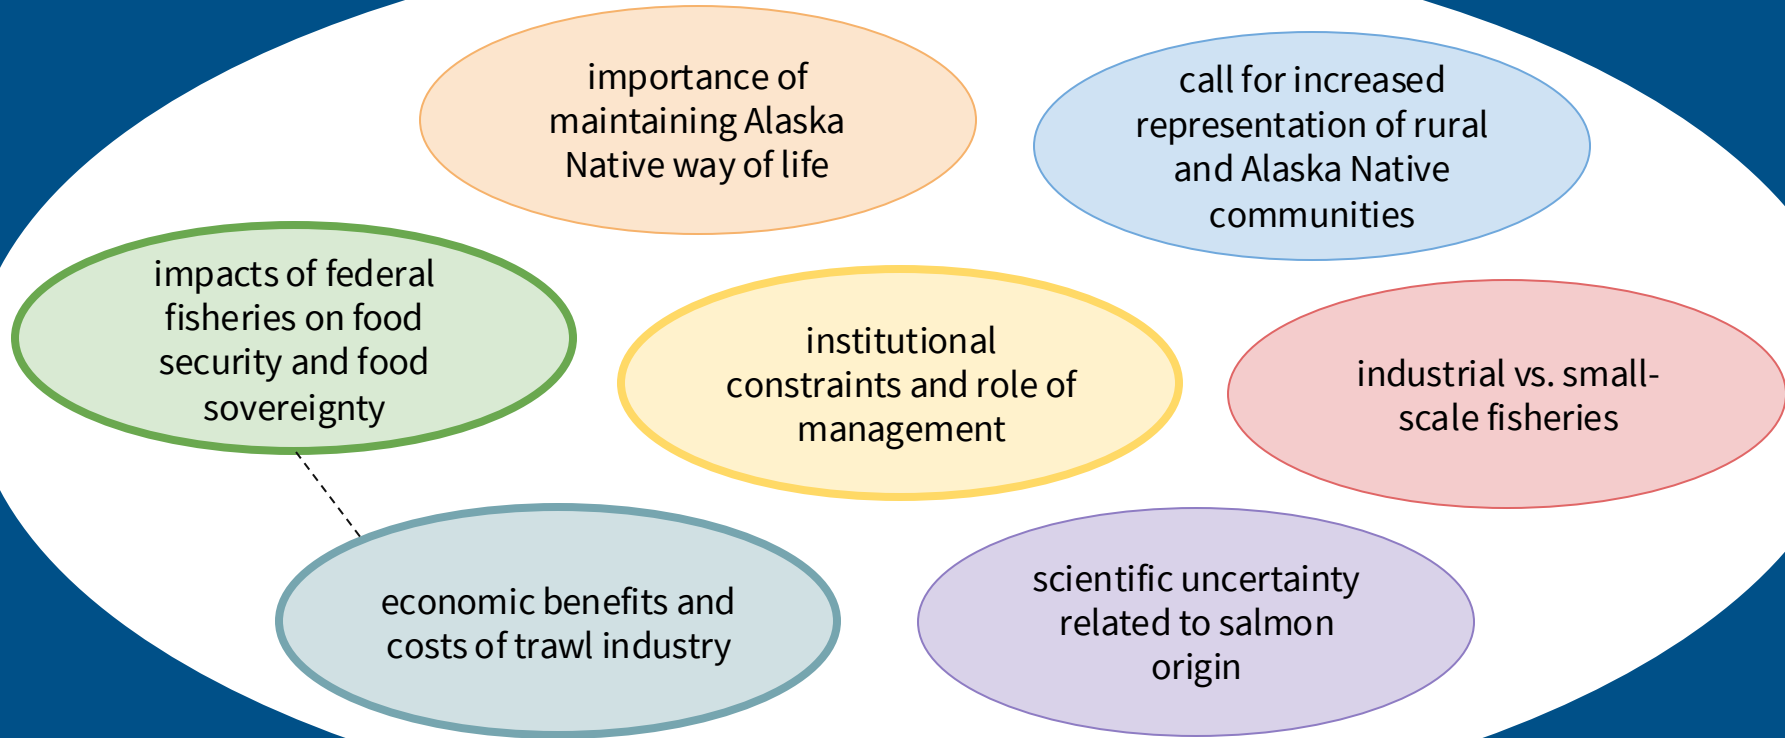 importance of
maintaining Alaska
Native way of life
call for increased
representation of rural
and Alaska Native
communities
impacts of federal
fisheries on food
security and food
sovereignty
institutional
constraints and role of
management
industrial vs. small-
scale fisheries
economic benefits and
costs of trawl industry
scientific uncertainty
related to salmon
origin